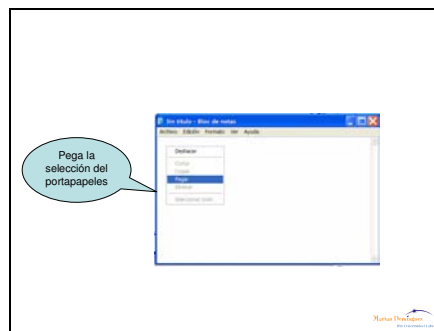 Sin título - Bloc de notas
Archivo Edición Formato Ver Ayuda
Deshacer
Cortar
Copiar
Pegar
Eliminar
Seleccionar todo
Pega la
selección del
portapapeles